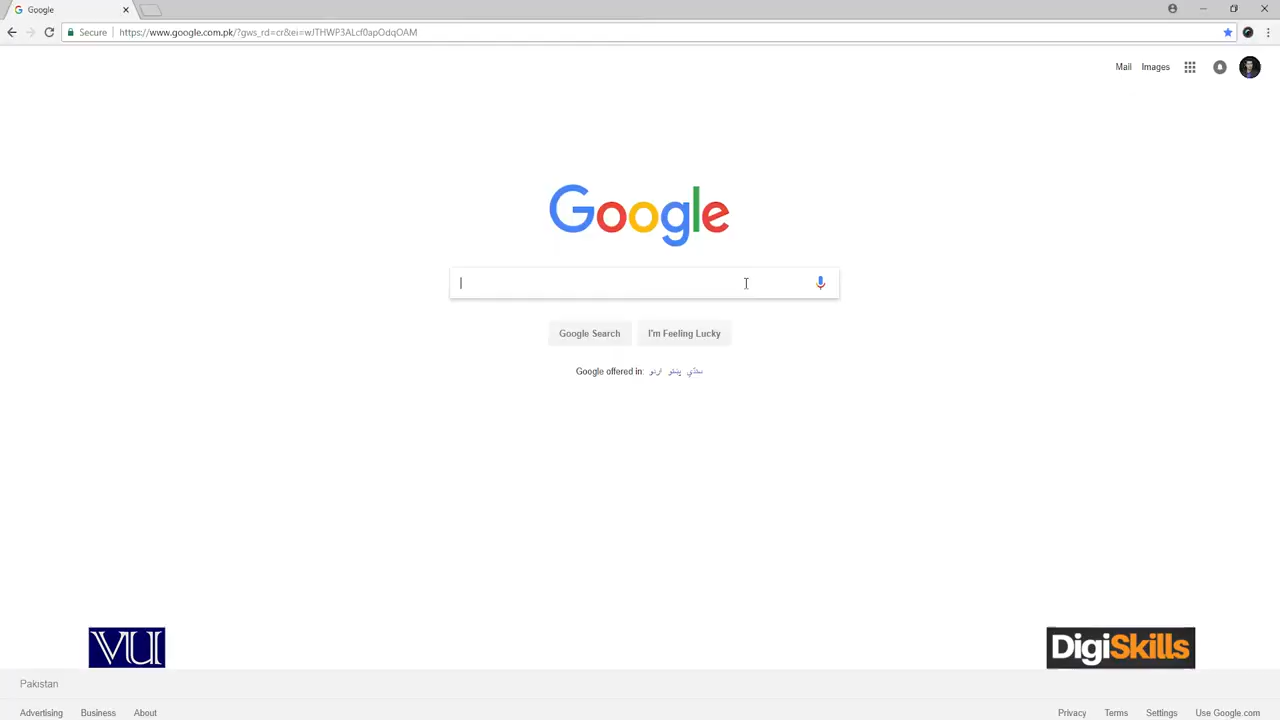 Google
Secure
https://www.google.com.pk/?gws_rd=cr&ei=wJTHWP3ALcf0apOdqOAM
Mail Images
Google
Google Search I'm Feeling Lucky
Google offered in: اردو پښتو سنڌي
VU DigiSkills
Pakistan
Advertising Business About Privacy Terms Settings Use Google.com